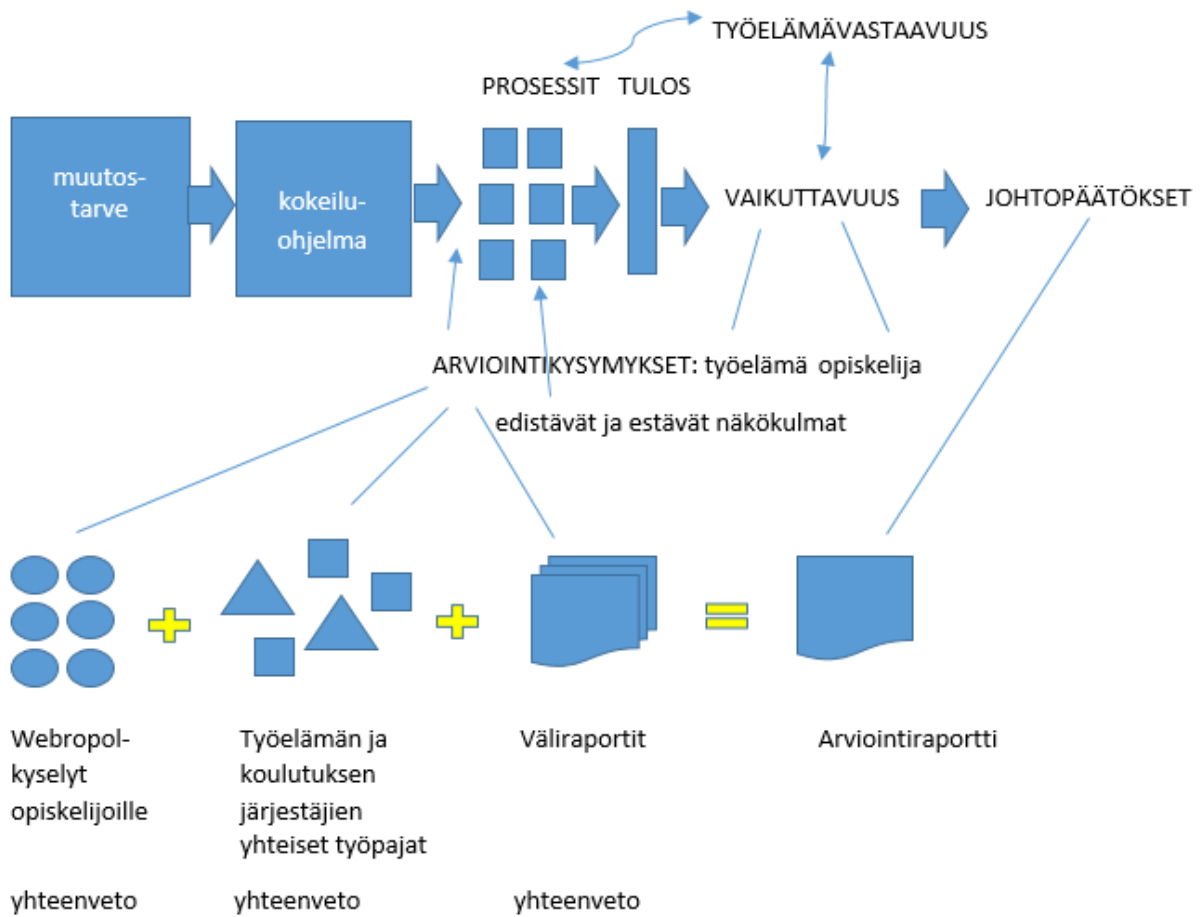 TYÖELÄMÄVASTAAVUUS
PROSESSIT TULOS
muutos-
tarve
kokeilu-
ohjelma
VAIKUTTAVUUS
JOHTOPÄÄTÖKSET
ARVIOINTIKYSYMYKSET: työelämä opiskelija
edistävät ja estävät näkökulmat
Webropol-
kyselyt
opiskelijoille
Työelämän ja
koulutuksen
järjestäjien
yhteiset työpajat
Väliraportit
Arviointiraportti
yhteenveto
yhteenveto
yhteenveto